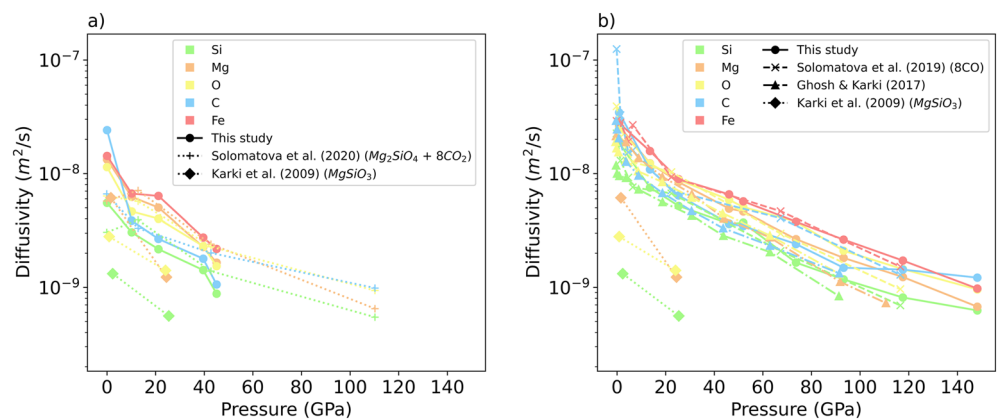 a)
10⁻⁷
10⁻⁸
10⁻⁹
Diffusivity (m²/s)
Si
Mg
O
C
Fe
This study
Solomatova et al. (2020) (Mg₂SiO₄ + 8CO₂)
Karki et al. (2009) (MgSiO₃)
0 20 40 60 80 100 120 140
Pressure (GPa)
b)
10⁻⁷
10⁻⁸
10⁻⁹
Diffusivity (m²/s)
Si
Mg
O
C
Fe
This study
Solomatova et al. (2019) (8CO)
Ghosh & Karki (2017)
Karki et al. (2009) (MgSiO₃)
0 20 40 60 80 100 120 140
Pressure (GPa)